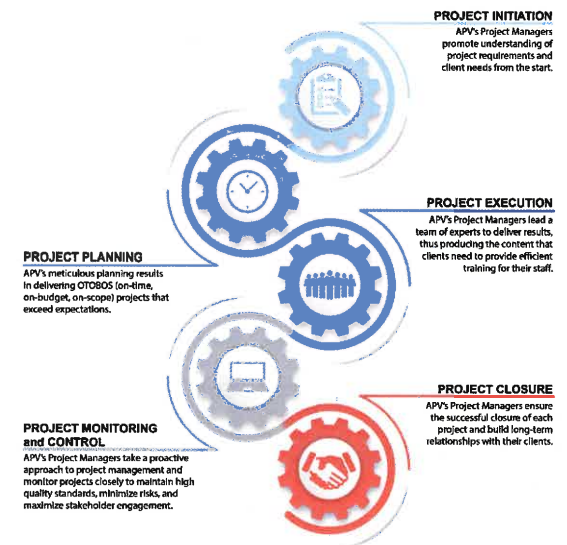 PROJECT INITIATION
APV's Project Managers
promote understanding of
project requirements and
client needs from the start.
PROJECT EXECUTION
APV's Project Managers lead a
team of experts to deliver results,
thus producing the content that
clients need to provide efficient
training for their staff.
PROJECT PLANNING
APV's meticulous planning results
in delivering OTOBOS (on-time,
on-budget, on-scope) projects that
exceed expectations.
PROJECT CLOSURE
APV's Project Managers ensure
the successful closure of each
project and build long-term
relationships with their clients.
PROJECT MONITORING
and CONTROL
APV's Project Managers take a proactive
approach to project management and
monitor projects closely to maintain high
quality standards, minimize risks, and
maximize stakeholder engagement.